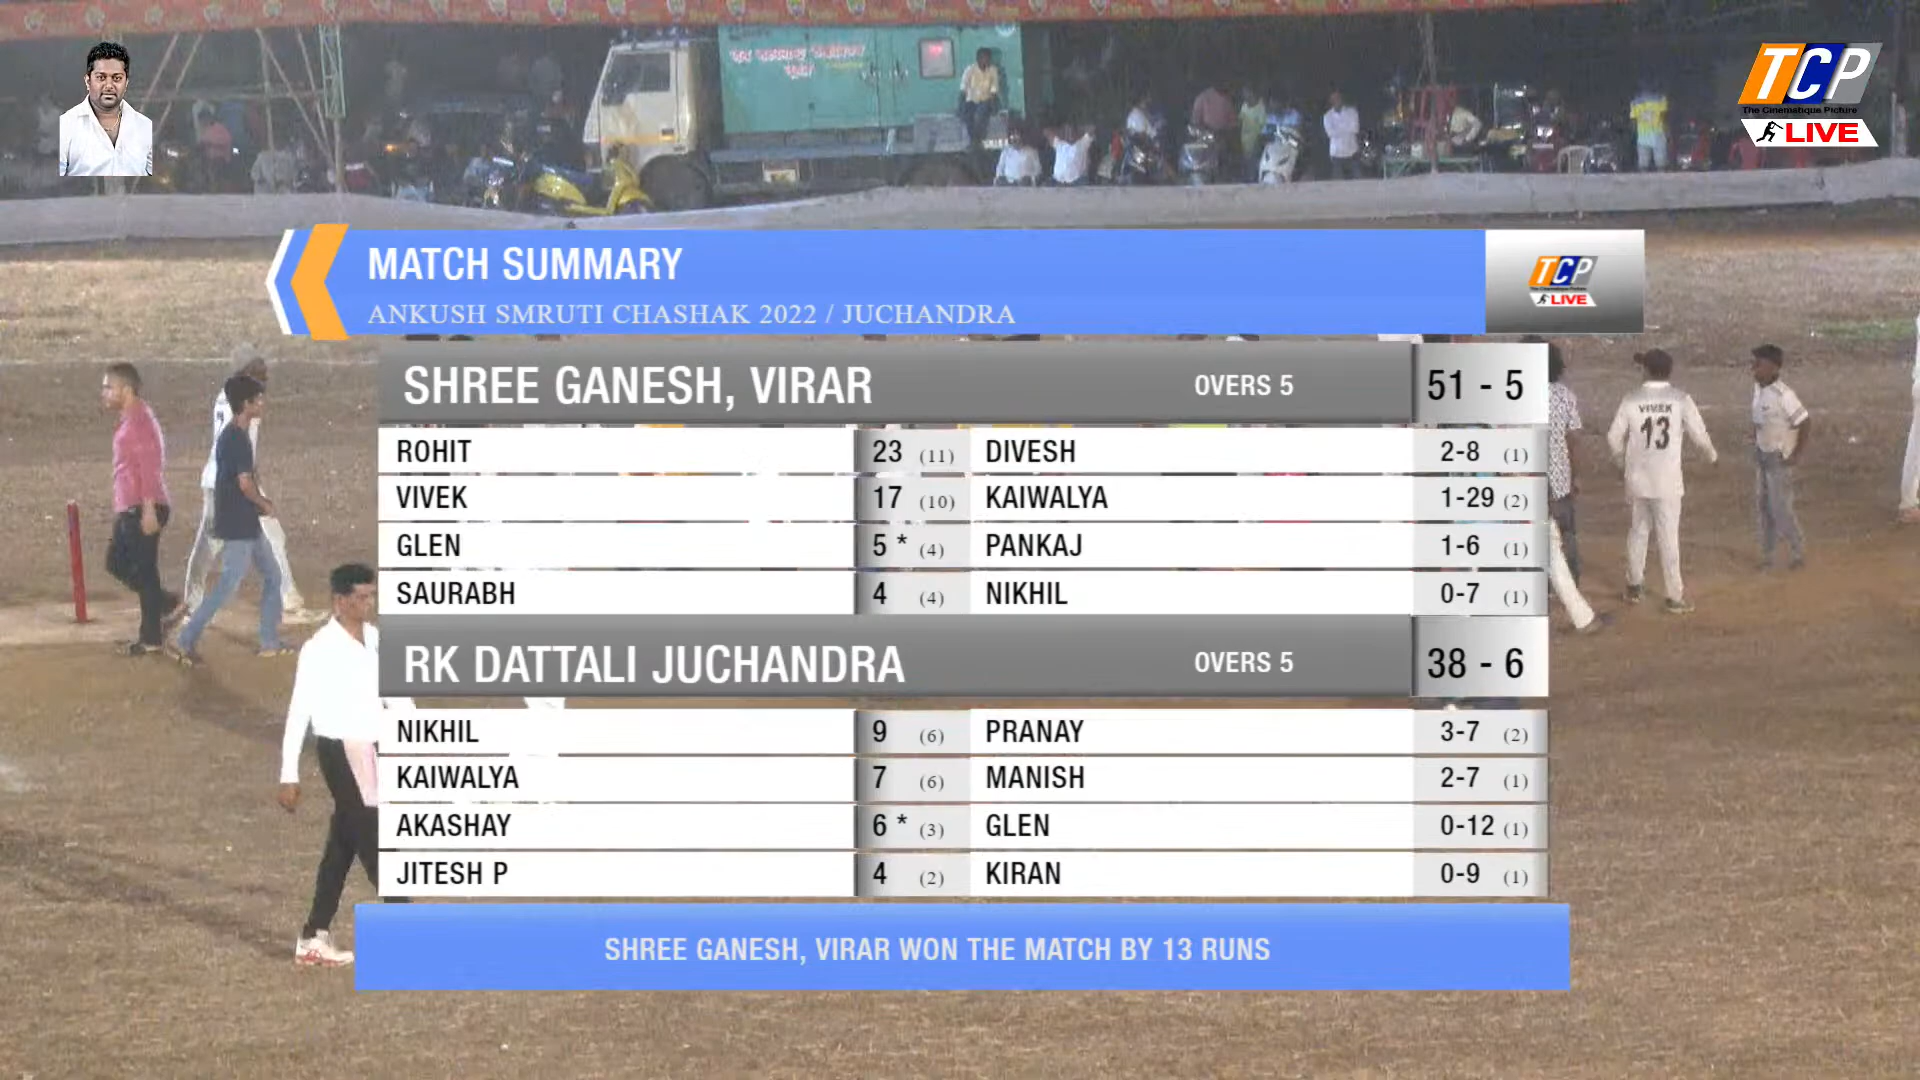 TCP
The Cinematique Picture
LIVE
MATCH SUMMARY
ANKUSH SMRUTI CHASHAK 2022 / JUCHANDRA
TCP
LIVE
SHREE GANESH, VIRAR OVERS 5 51 - 5
ROHIT 23 (11) DIVESH 2-8 (1)
VIVEK 17 (10) KAIWALYA 1-29 (2)
GLEN 5 * (4) PANKAJ 1-6 (1)
SAURABH 4 (4) NIKHIL 0-7 (1)
VIVEK
13
RK DATTALI JUCHANDRA OVERS 5 38 - 6
NIKHIL 9 (6) PRANAY 3-7 (2)
KAIWALYA 7 (6) MANISH 2-7 (1)
AKASHAY 6 * (3) GLEN 0-12 (1)
JITESH P 4 (2) KIRAN 0-9 (1)
SHREE GANESH, VIRAR WON THE MATCH BY 13 RUNS